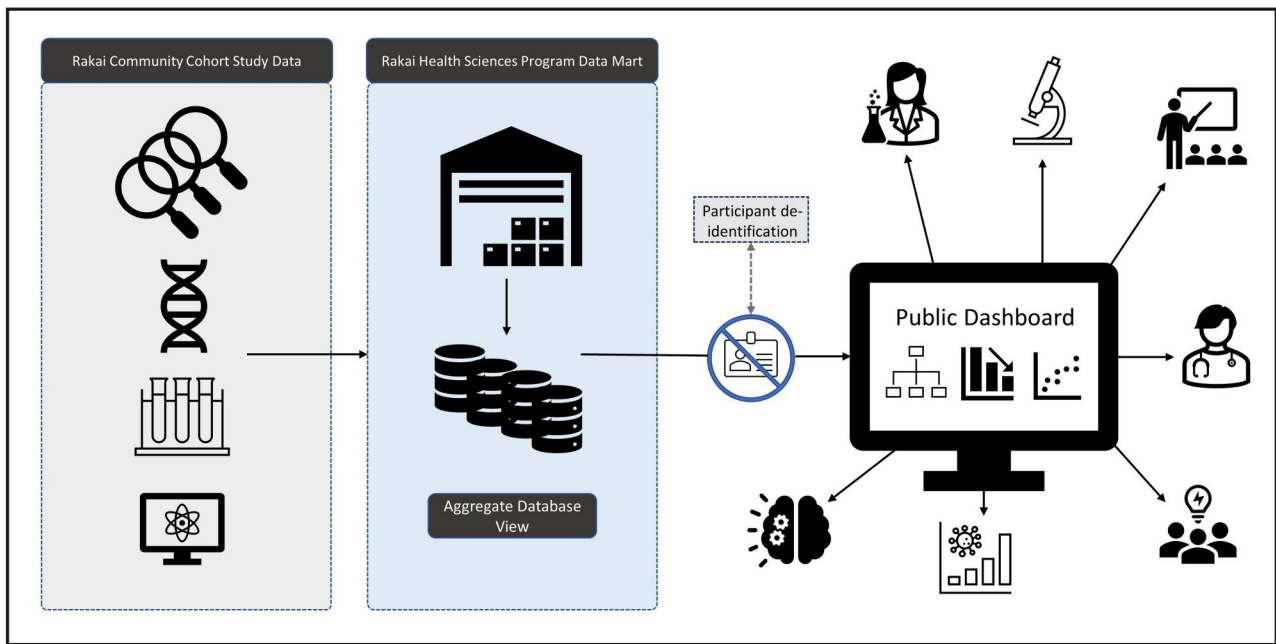 Rakai Community Cohort Study Data
Rakai Health Sciences Program Data Mart
Participant de-
identification
Public Dashboard
Aggregate Database
View